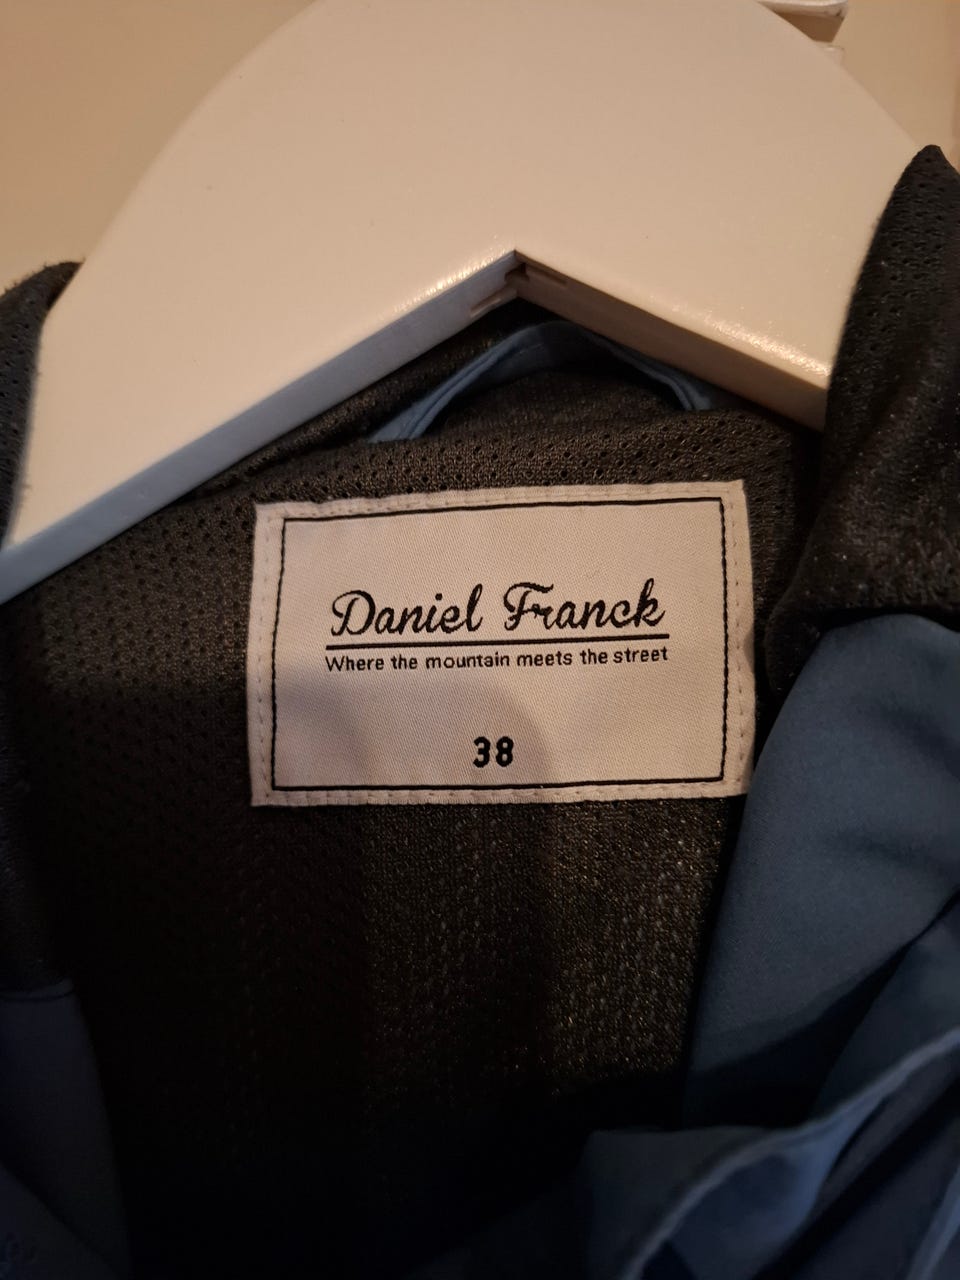 Daniel Franck
Where the mountain meets the street
38